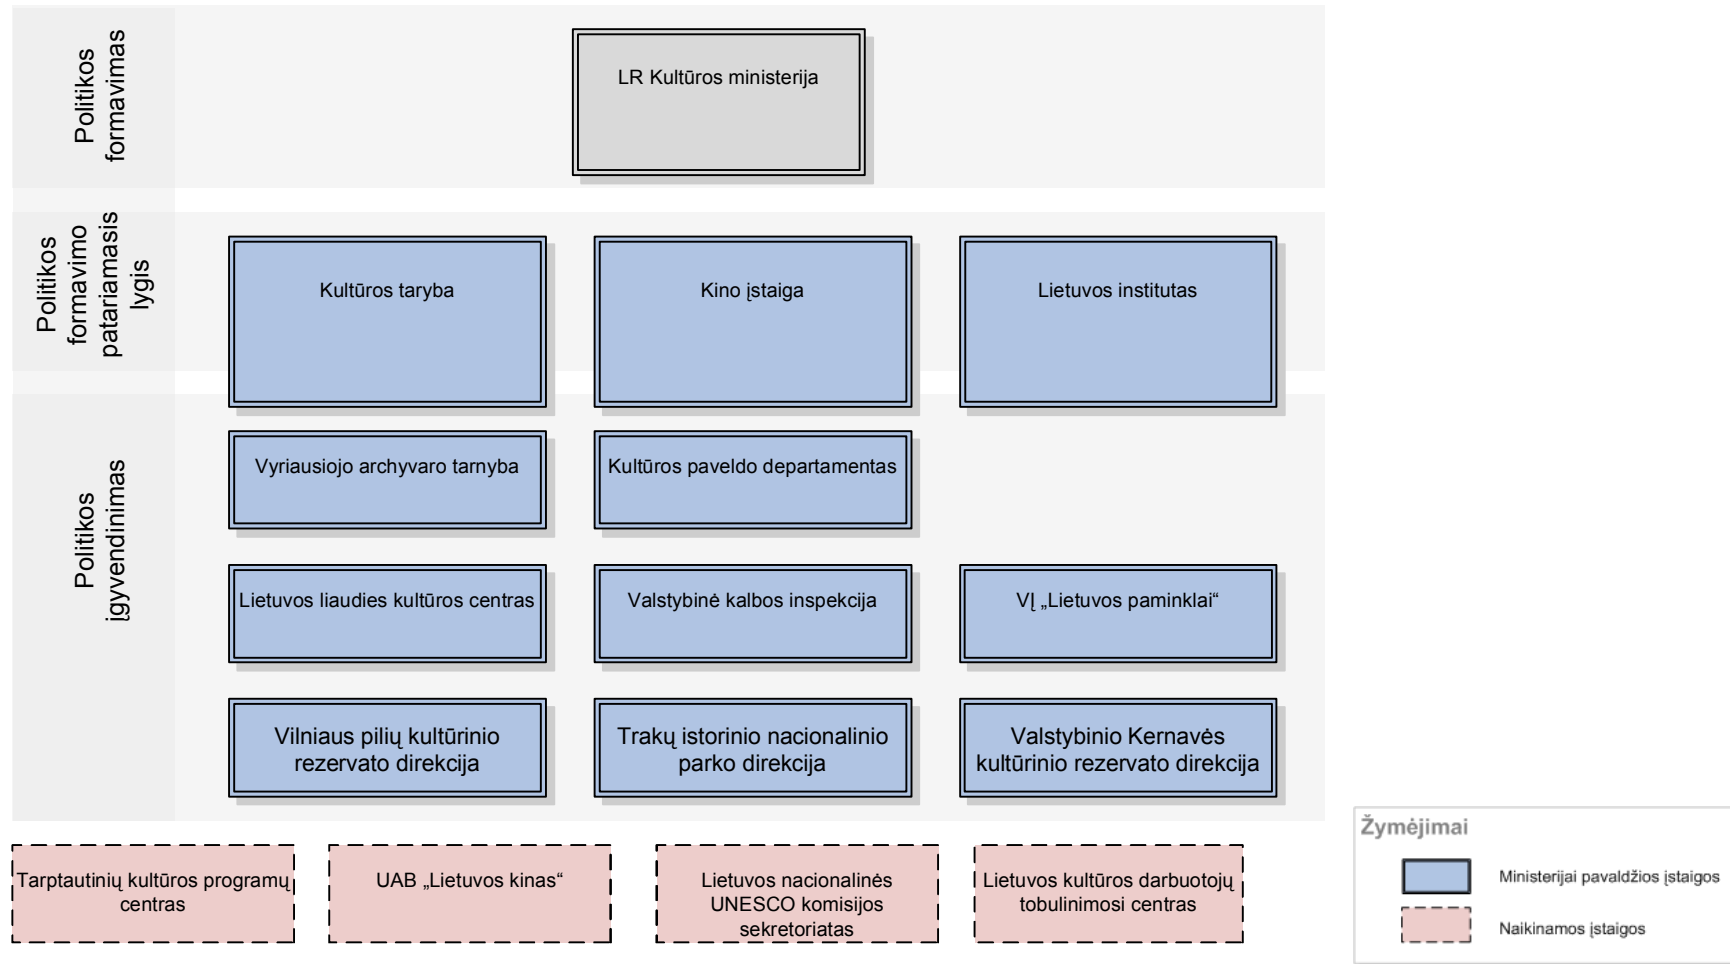 Politikos
formavimas
LR Kultūros ministerija
Politikos
formavimo
patariamasis
lygis
Kultūros taryba
Kino įstaiga
Lietuvos institutas
Politikos
įgyvendinimas
Vyriausiojo archyvaro tarnyba
Kultūros paveldo departamentas
Lietuvos liaudies kultūros centras
Valstybinė kalbos inspekcija
VĮ „Lietuvos paminklai“
Vilniaus pilių kultūrinio
rezervato direkcija
Trakų istorinio nacionalinio
parko direkcija
Valstybinio Kernavės
kultūrinio rezervato direkcija
Tarptautinių kultūros programų
centras
UAB „Lietuvos kinas“
Lietuvos nacionalinės
UNESCO komisijos
sekretoriatas
Lietuvos kultūros darbuotojų
tobulinimosi centras
Žymėjimai
Ministerijai pavaldžios įstaigos
Naikinamos įstaigos